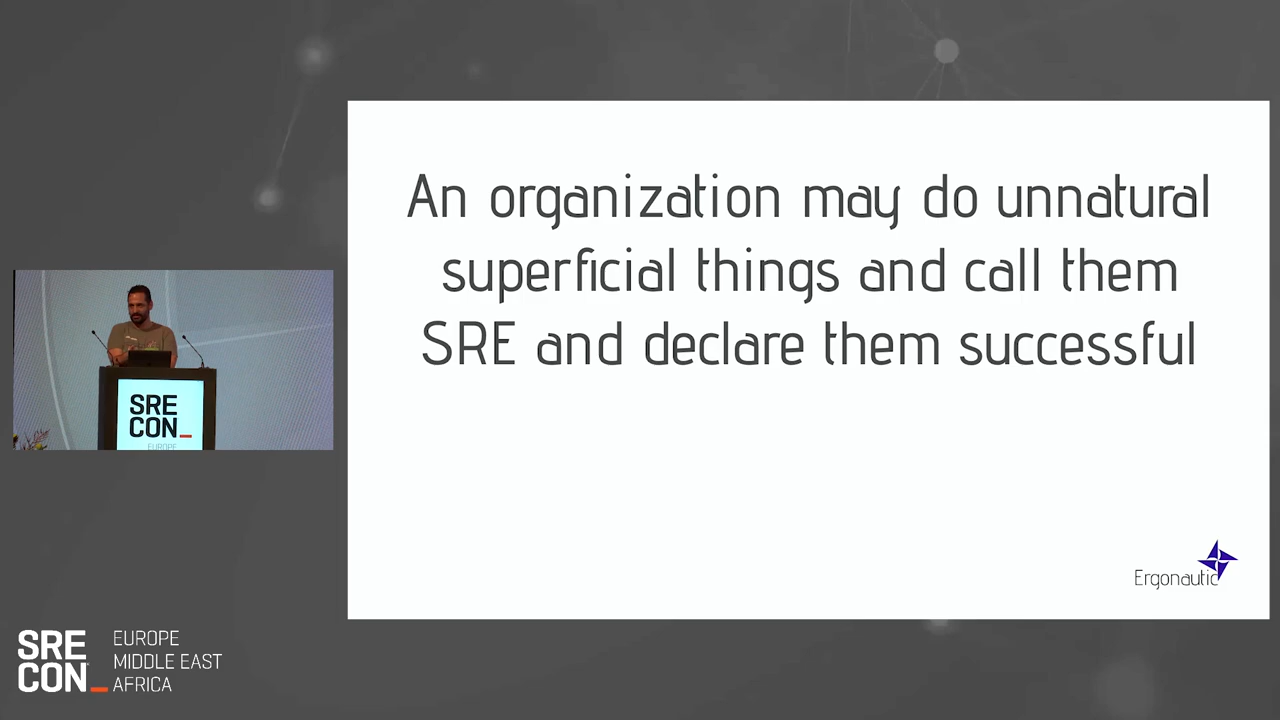 An organization may do unnatural
superficial things and call them
SRE and declare them successful
Ergonautic
SRE
CON_
EUROPE
SRE
CON_
EUROPE
MIDDLE EAST
AFRICA